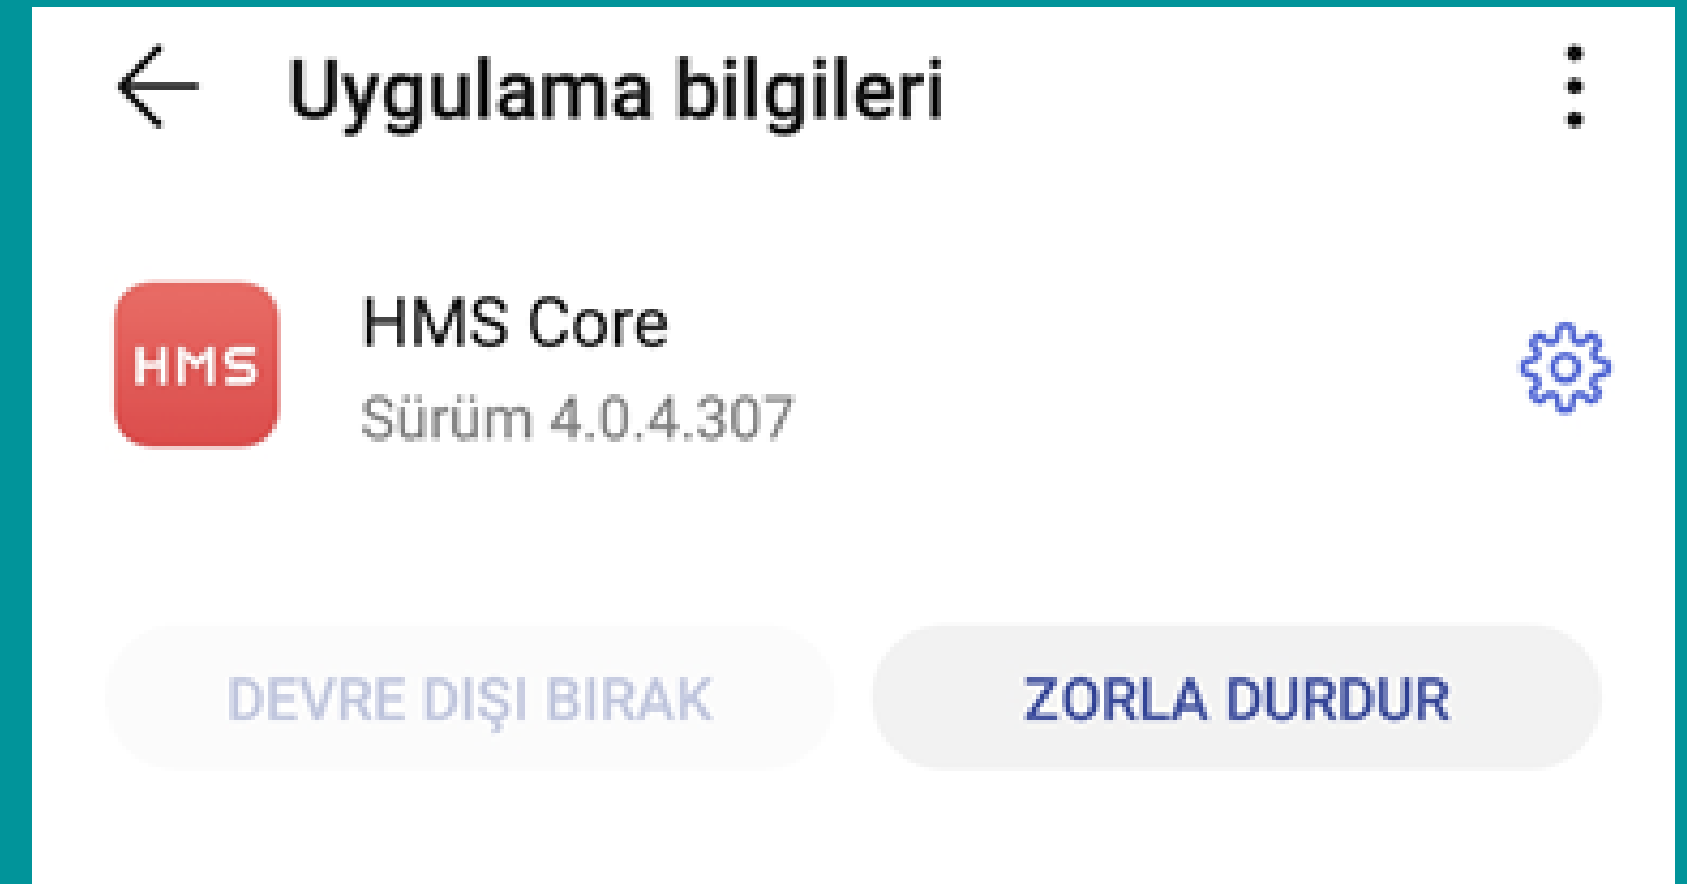 Uygulama bilgileri
HMS
HMS Core
Sürüm 4.0.4.307
DEVRE DIŞI BIRAK
ZORLA DURDUR